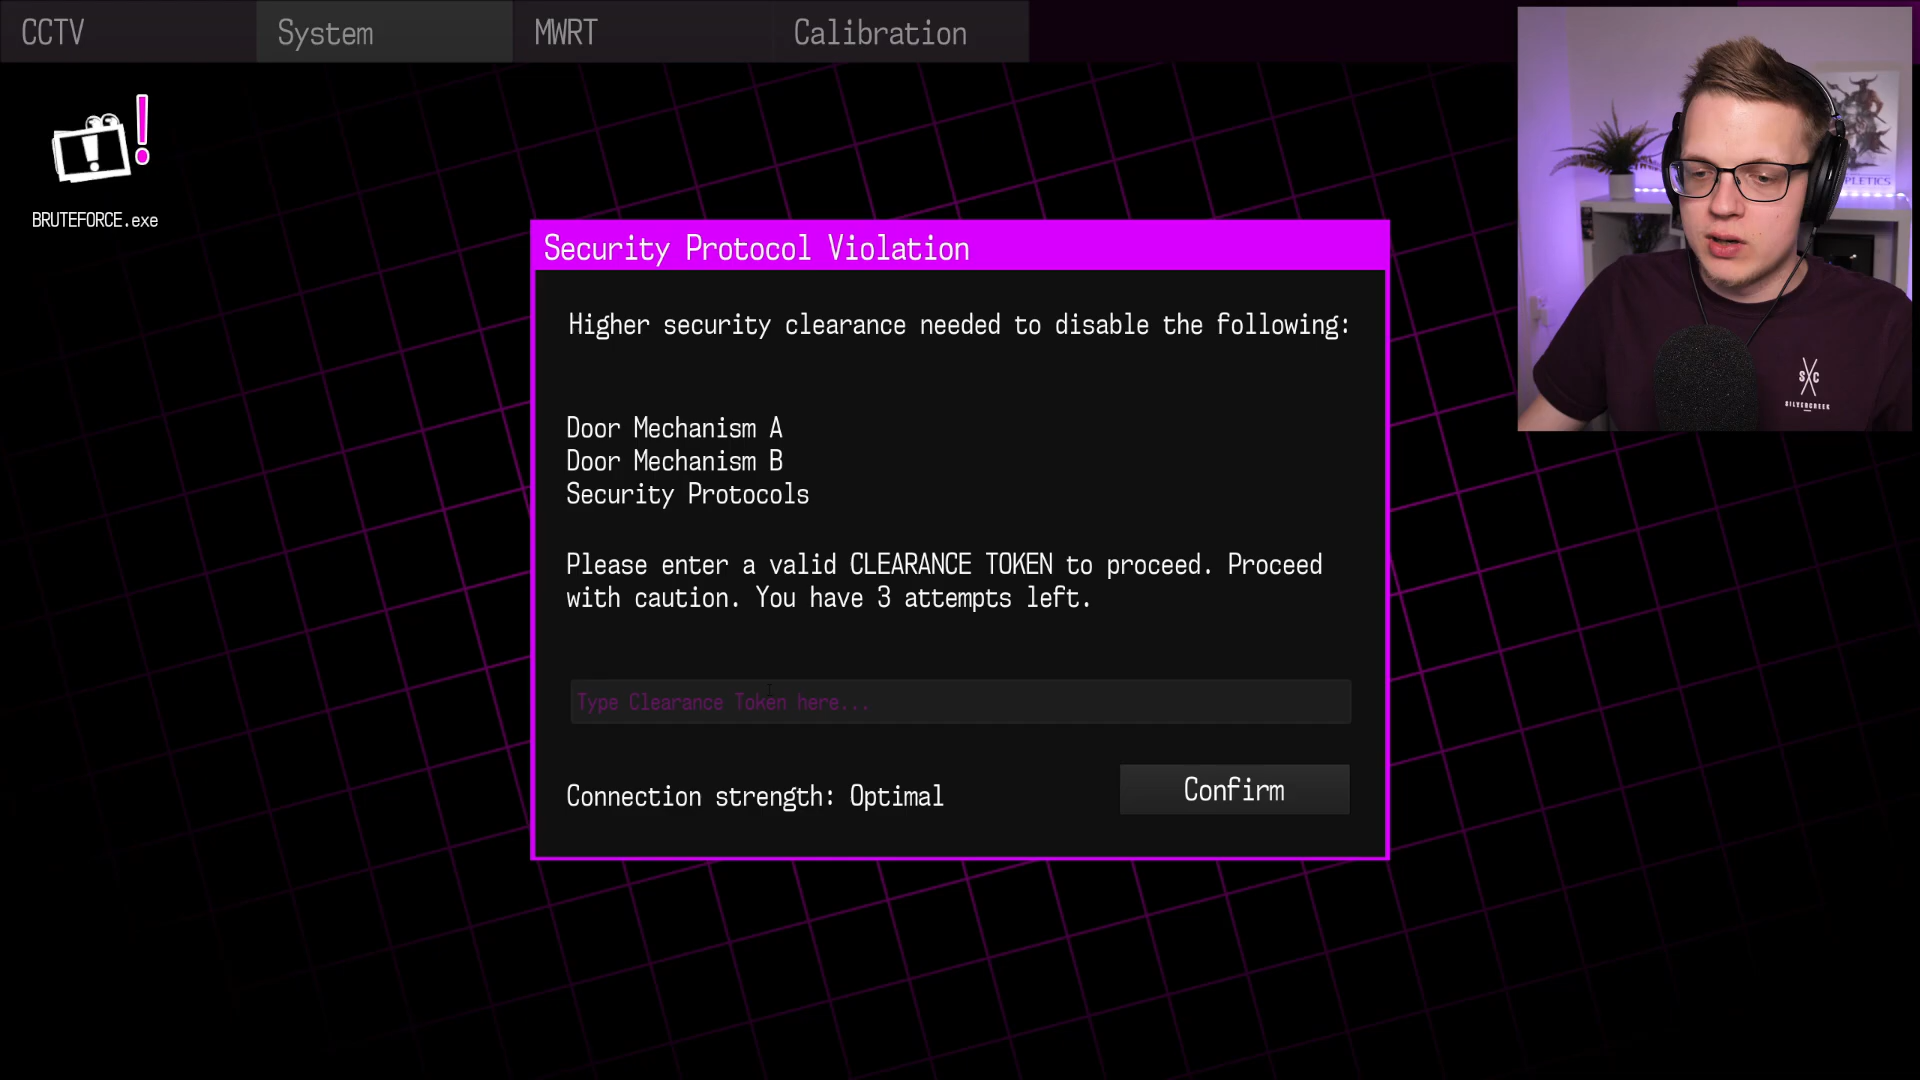 CCTV
System
MWRT
Calibration
BRUTEFORCE.exe
Security Protocol Violation
Higher security clearance needed to disable the following:
Door Mechanism A
Door Mechanism B
Security Protocols
Please enter a valid CLEARANCE TOKEN to proceed. Proceed
with caution. You have 3 attempts left.
Type Clearance Token here...
Connection strength: Optimal
Confirm
S C
SILVERCREEK